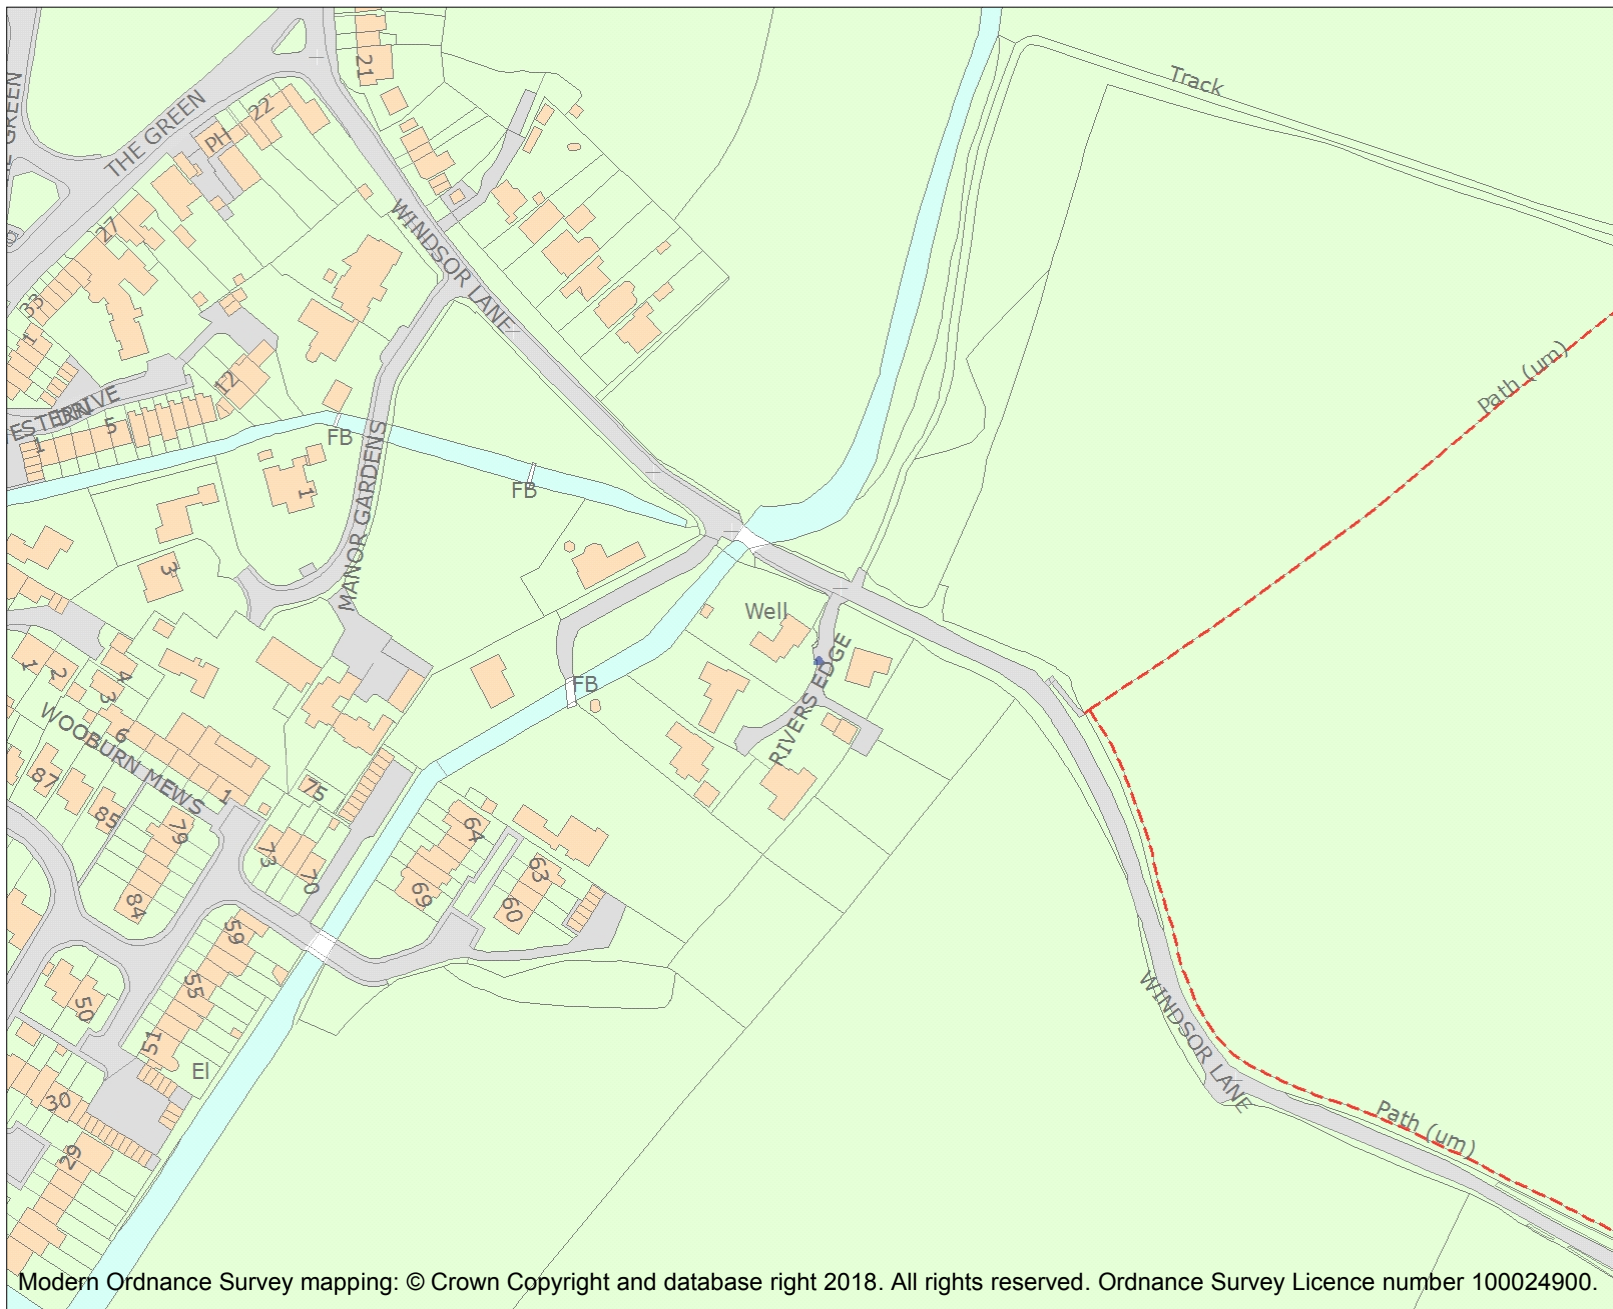 Track
21
THE GREEN
GREEN
22
PH
27
33
1
WINDSOR LANE
12
DRIVE
5
1
FB
FB
1
MANOR GARDENS
3
Path (um)
Well
RIVERS EDGE
FB
1
2
4
3
6
WOOBURN MEWS
1
87
85
79
84
75
73
70
64
69
63
60
59
55
51
50
El
30
29
WINDSOR LANE
Path (um)
Modern Ordnance Survey mapping: © Crown Copyright and database right 2018. All rights reserved. Ordnance Survey Licence number 100024900.